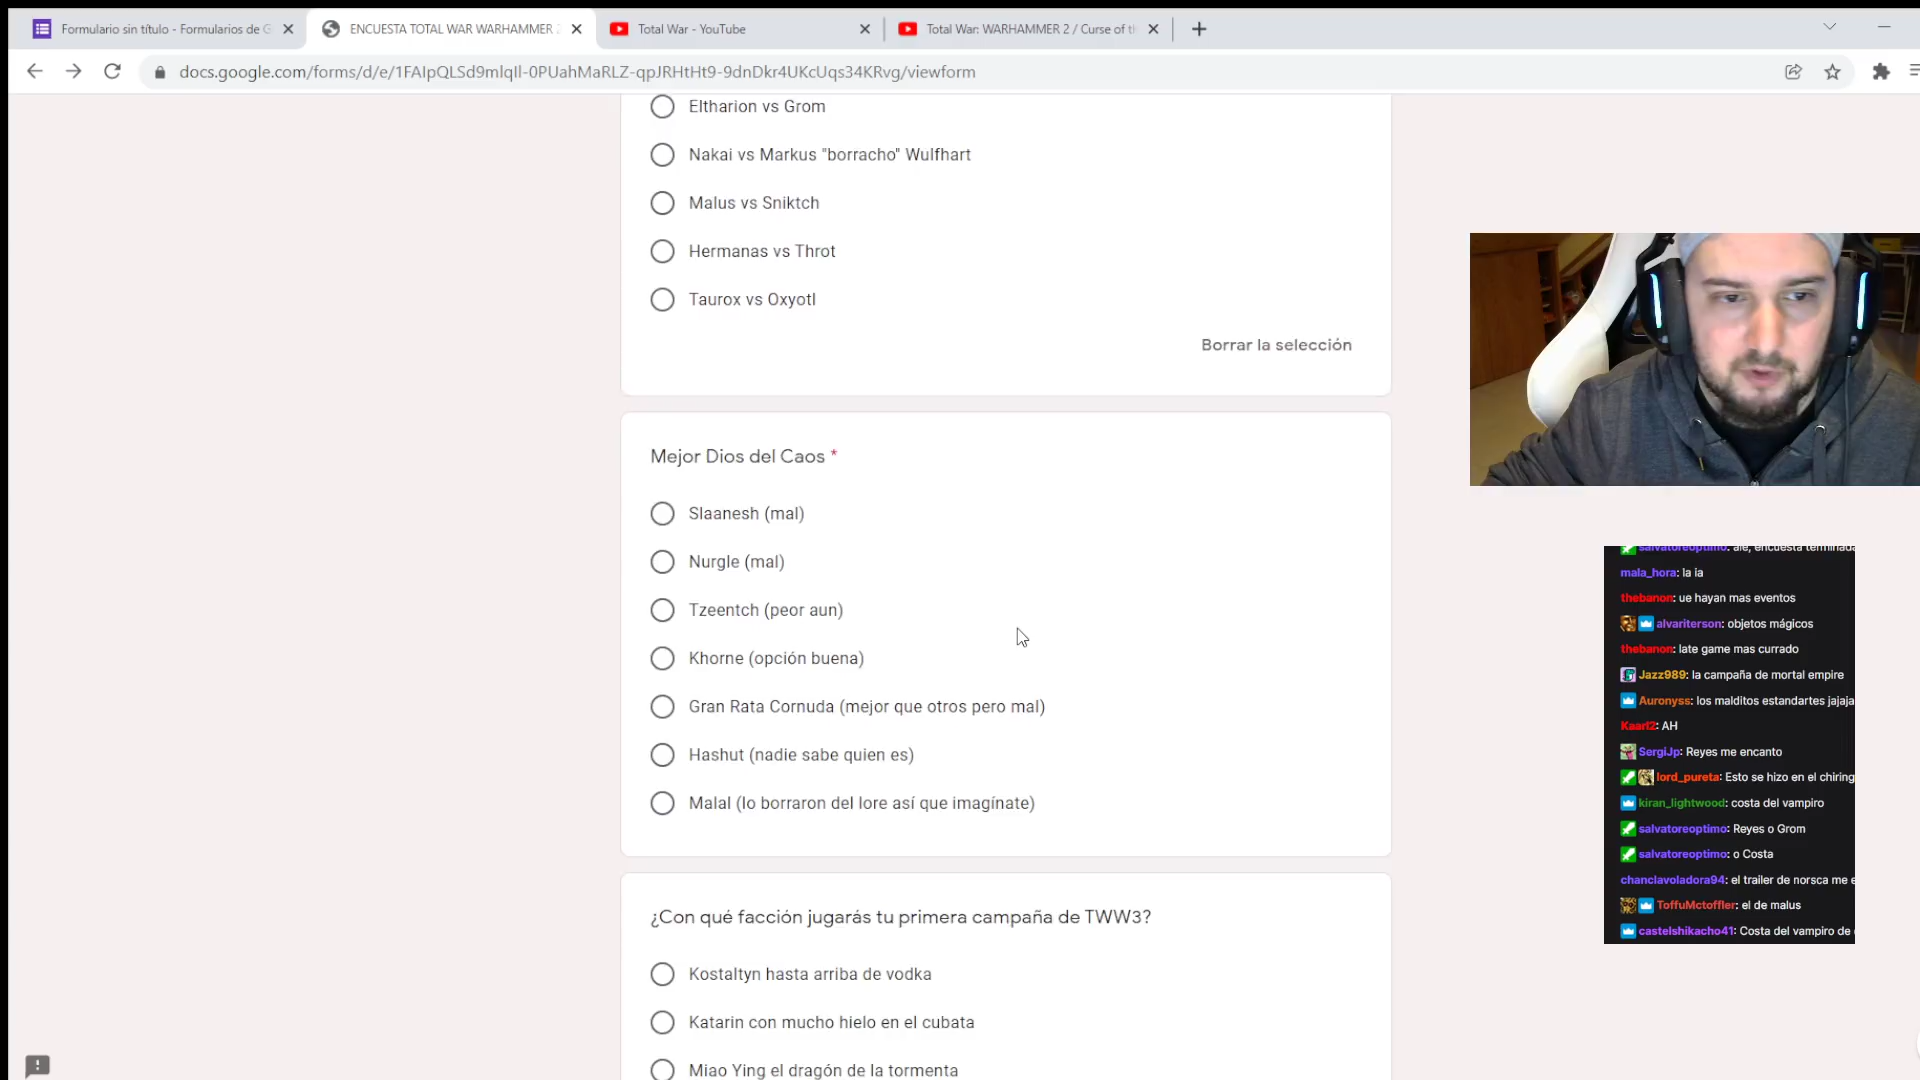 Formulario sin título - Formularios de G
ENCUESTA TOTAL WAR WARHAMMER 2
Total War - YouTube
Total War: WARHAMMER 2 / Curse of th
docs.google.com/forms/d/e/1FAIpQLSd9mlqIl-0PUahMaRLZ-qpJRHtHt9-9dnDkr4UKcUqs34KRvg/viewform
Eltharion vs Grom
Nakai vs Markus "borracho" Wulfhart
Malus vs Sniktch
Hermanas vs Throt
Taurox vs Oxyotl
Borrar la selección
Mejor Dios del Caos *
Slaanesh (mal)
Nurgle (mal)
Tzeentch (peor aun)
Khorne (opción buena)
Gran Rata Cornuda (mejor que otros pero mal)
Hashut (nadie sabe quien es)
Malal (lo borraron del lore así que imagínate)
¿Con qué facción jugarás tu primera campaña de TWW3?
Kostaltyn hasta arriba de vodka
Katarin con mucho hielo en el cubata
Miao Ying el dragón de la tormenta
salvatoreoptimo: ale, encuesta terminada
mala_hora: la ia
thebanon: ue hayan mas eventos
alvariterson: objetos mágicos
thebanon: late game mas currado
Jazz989: la campaña de mortal empire
Auronyss: los malditos estandartes jajaja
Kaarl2: AH
SergiJp: Reyes me encanto
lord_pureta: Esto se hizo en el chiring
kiran_lightwood: costa del vampiro
salvatoreoptimo: Reyes o Grom
salvatoreoptimo: o Costa
chanclavoladora94: el trailer de norsca me e
ToffuMctoffler: el de malus
castelshikacho41: Costa del vampiro de